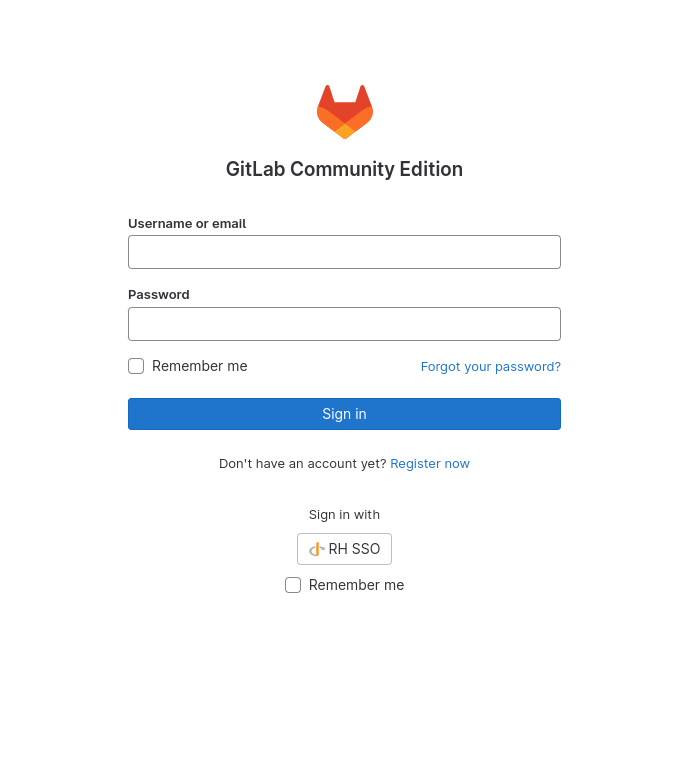 GitLab Community Edition
Username or email
Password
Remember me Forgot your password?
Sign in
Don't have an account yet? Register now
Sign in with
RH SSO
Remember me